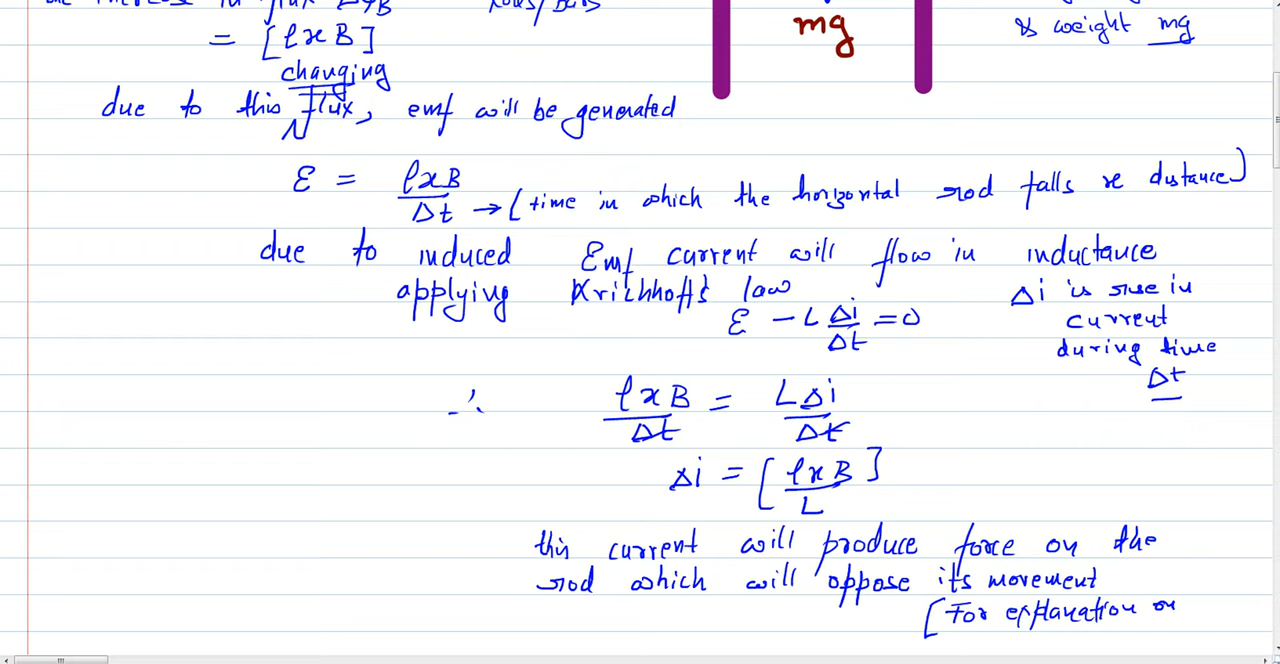 flux
= [lxB]
mg
& weight mg
changing
due to this flux, emf will be generated
ε = lxB/Δt → (time in which the horizontal rod falls x distance)
due to induced Emf current will flow in inductance
applying Krichhoff's law
Δi is rise in
current
during time
Δt
ε - L Δi/Δt = 0
∴ lxB/Δt = LΔi/Δt
Δi = [lxB/L]
this current will produce force on the
rod which will oppose its movement
[For explanation on